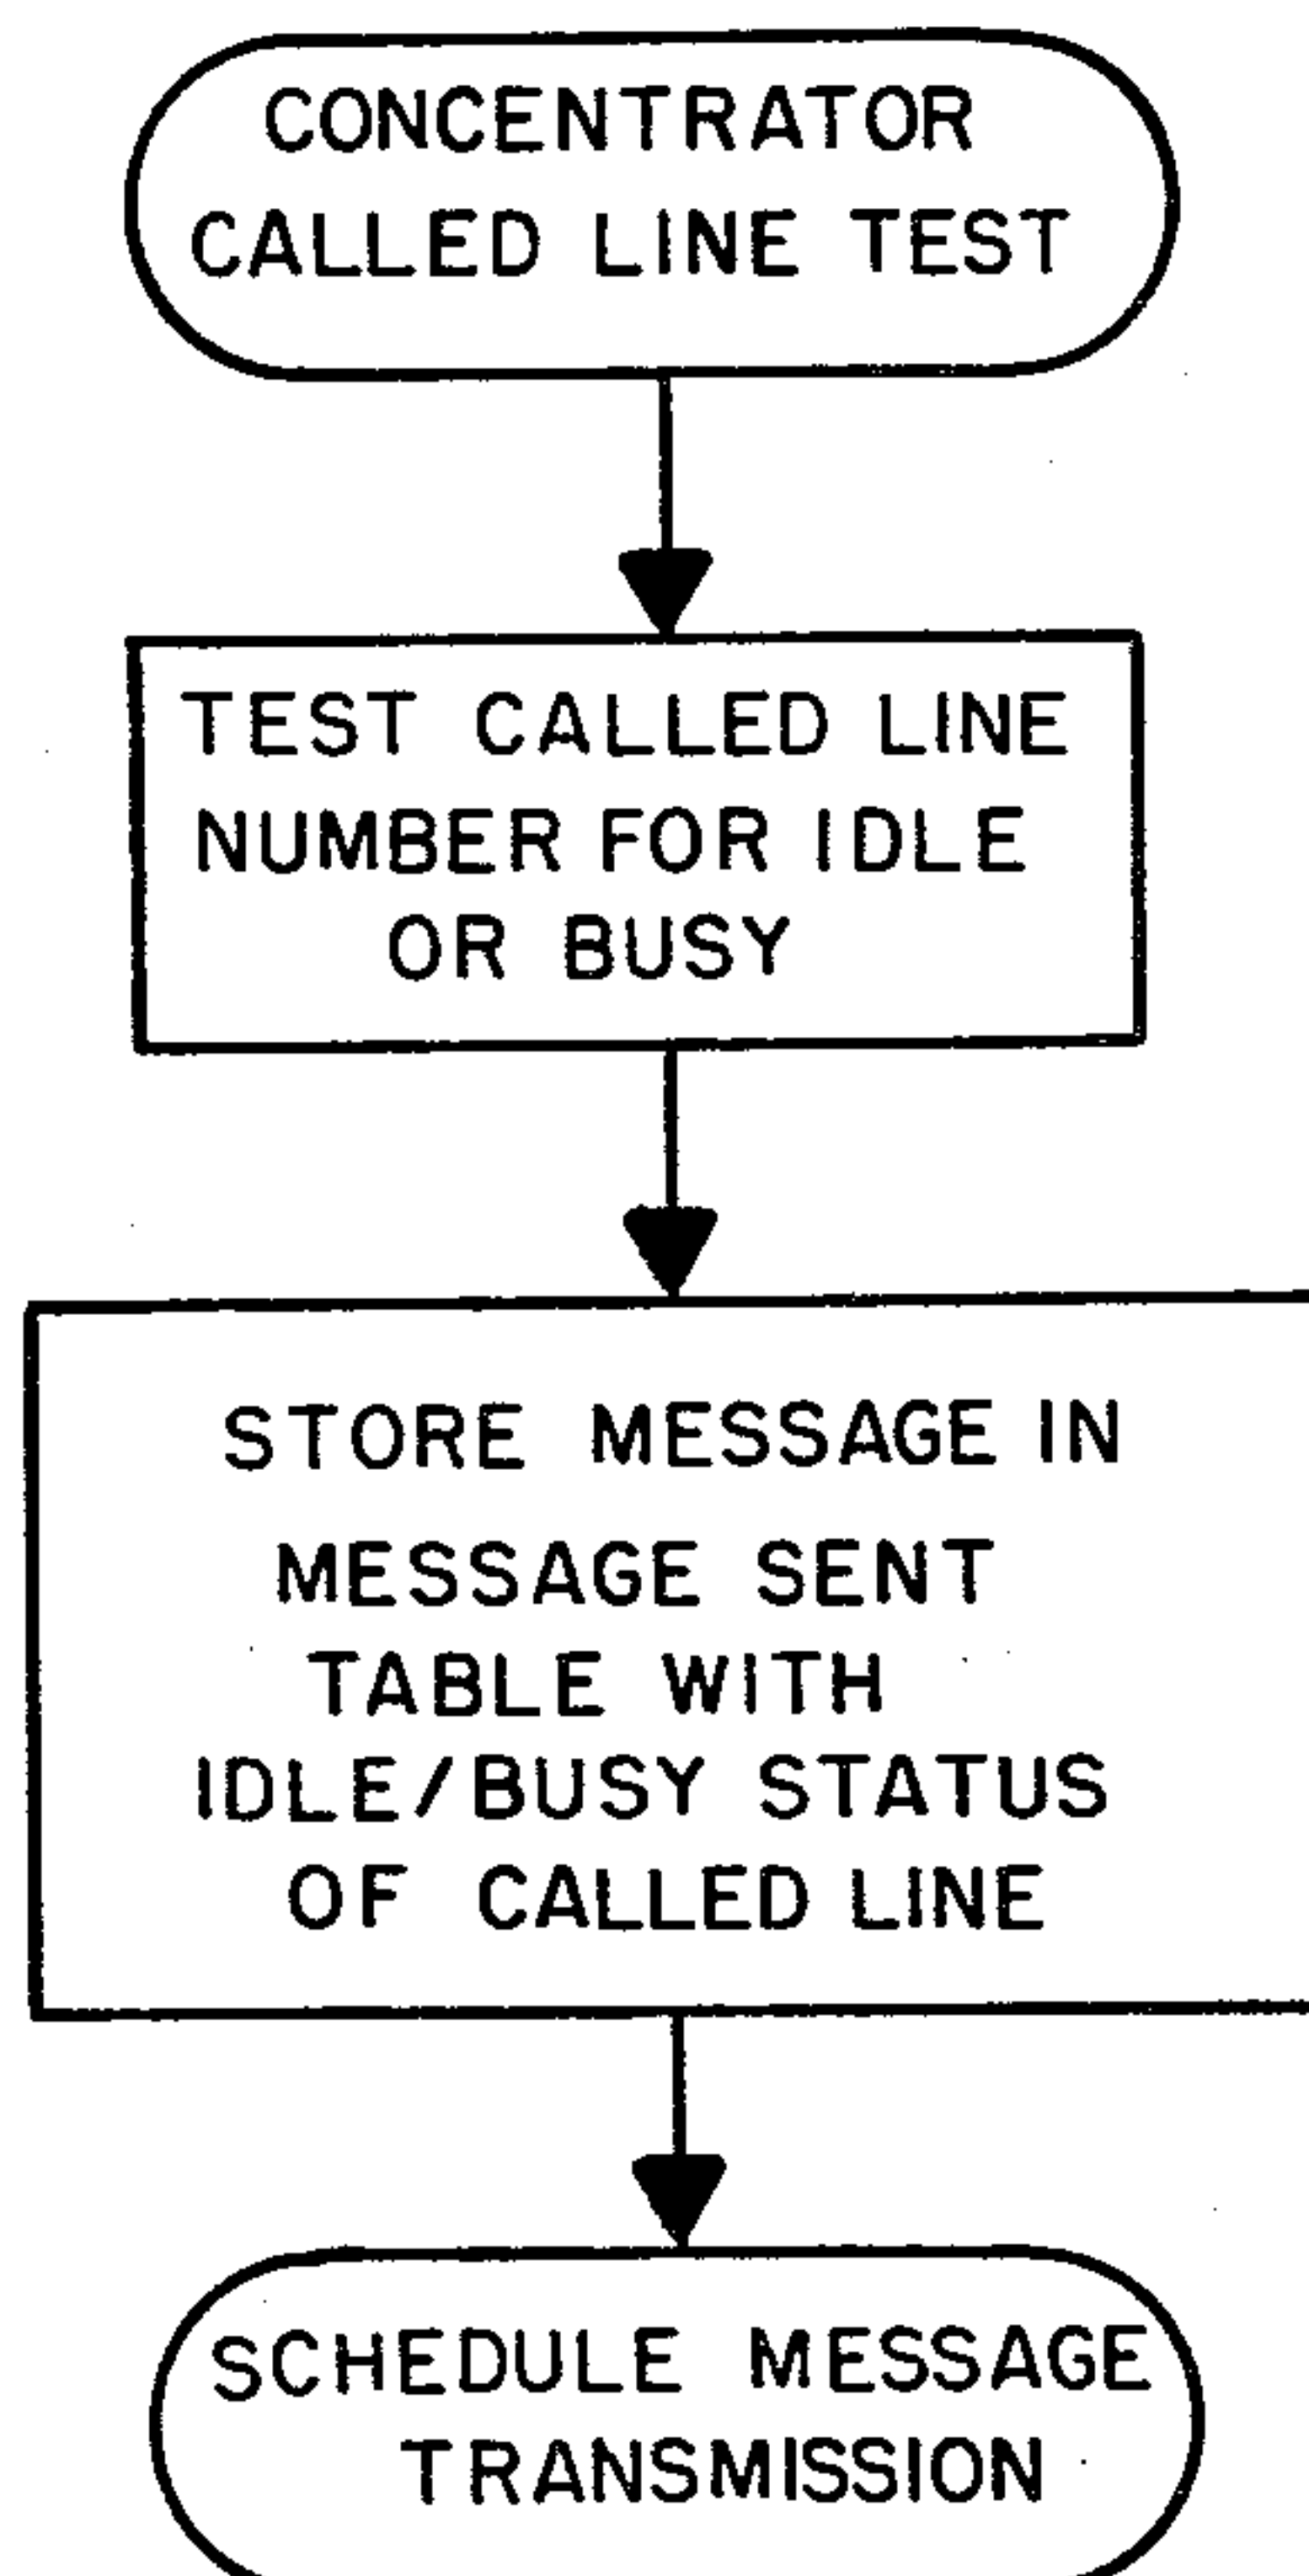 CONCENTRATOR
CALLED LINE TEST
TEST CALLED LINE
NUMBER FOR IDLE
OR BUSY
STORE MESSAGE IN
MESSAGE SENT
TABLE WITH
IDLE/BUSY STATUS
OF CALLED LINE
SCHEDULE MESSAGE
TRANSMISSION